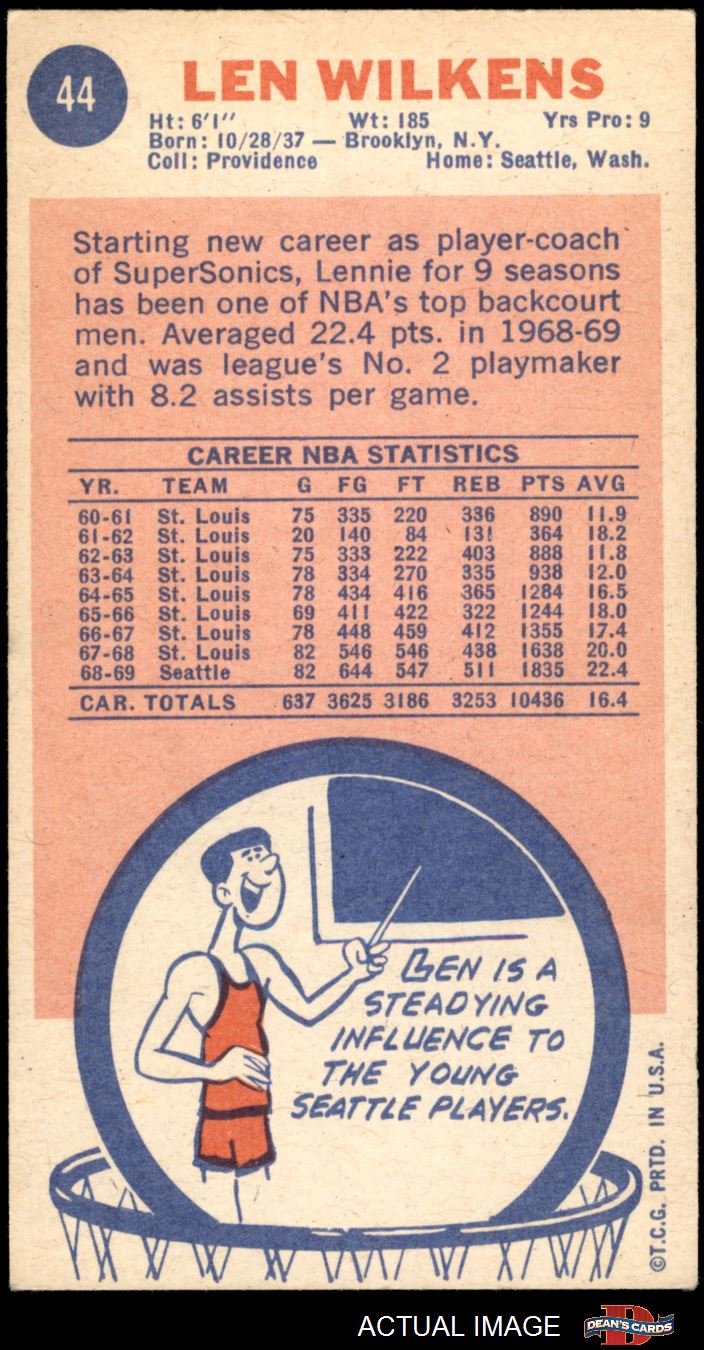 44
LEN WILKENS
Ht: 6'1" Wt: 185 Yrs Pro: 9
Born: 10/28/37 — Brooklyn, N.Y.
Coll: Providence Home: Seattle, Wash.
Starting new career as player-coach
of SuperSonics, Lennie for 9 seasons
has been one of NBA's top backcourt
men. Averaged 22.4 pts. in 1968-69
and was league's No. 2 playmaker
with 8.2 assists per game.
CAREER NBA STATISTICS
YR. TEAM G FG FT REB PTS AVG
60-61 St. Louis 75 335 220 336 890 11.9
61-62 St. Louis 20 140 84 131 364 18.2
62-63 St. Louis 75 333 222 403 888 11.8
63-64 St. Louis 78 334 270 335 938 12.0
64-65 St. Louis 78 434 416 365 1284 16.5
65-66 St. Louis 69 411 422 322 1244 18.0
66-67 St. Louis 78 448 459 412 1355 17.4
67-68 St. Louis 82 546 546 438 1638 20.0
68-69 Seattle 82 644 547 511 1835 22.4
CAR. TOTALS 637 3625 3186 3253 10436 16.4
LEN IS A
STEADYING
INFLUENCE TO
THE YOUNG
SEATTLE PLAYERS.
©T.C.G. PRTD. IN U.S.A.
ACTUAL IMAGE
DEAN'S CARDS